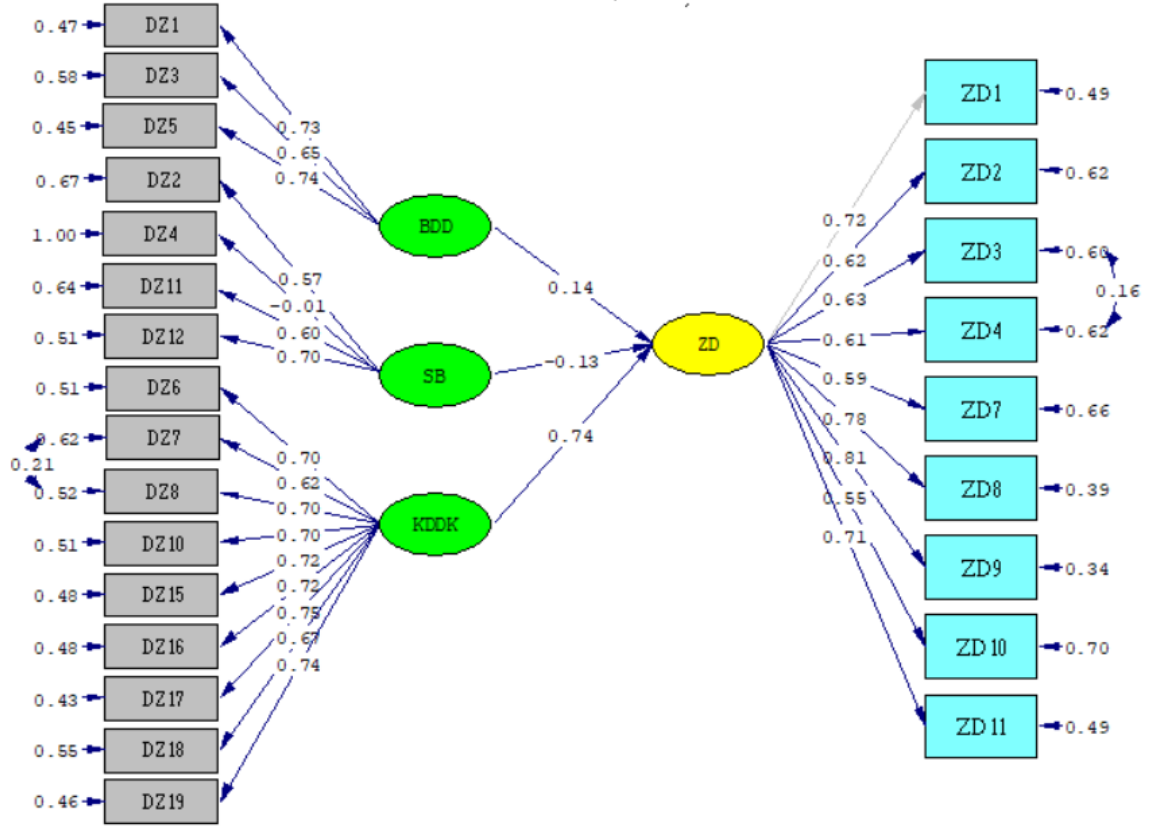 0.47 DZ1
0.58 DZ3
0.45 DZ5
0.67 DZ2
1.00 DZ4
0.64 DZ11
0.51 DZ12
0.51 DZ6
0.62 DZ7
0.21
0.52 DZ8
0.51 DZ10
0.48 DZ15
0.48 DZ16
0.43 DZ17
0.55 DZ18
0.46 DZ19
0.73
0.65
0.74
0.57
-0.01
0.60
0.70
0.70
0.62
0.70
0.70
0.72
0.72
0.75
0.67
0.74
BDD
SB
KDDK
0.14
-0.13
0.74
ZD
0.72
0.62
0.63
0.61
0.59
0.78
0.81
0.55
0.71
ZD1 0.49
ZD2 0.62
ZD3 0.60
0.16
ZD4 0.62
ZD7 0.66
ZD8 0.39
ZD9 0.34
ZD10 0.70
ZD11 0.49